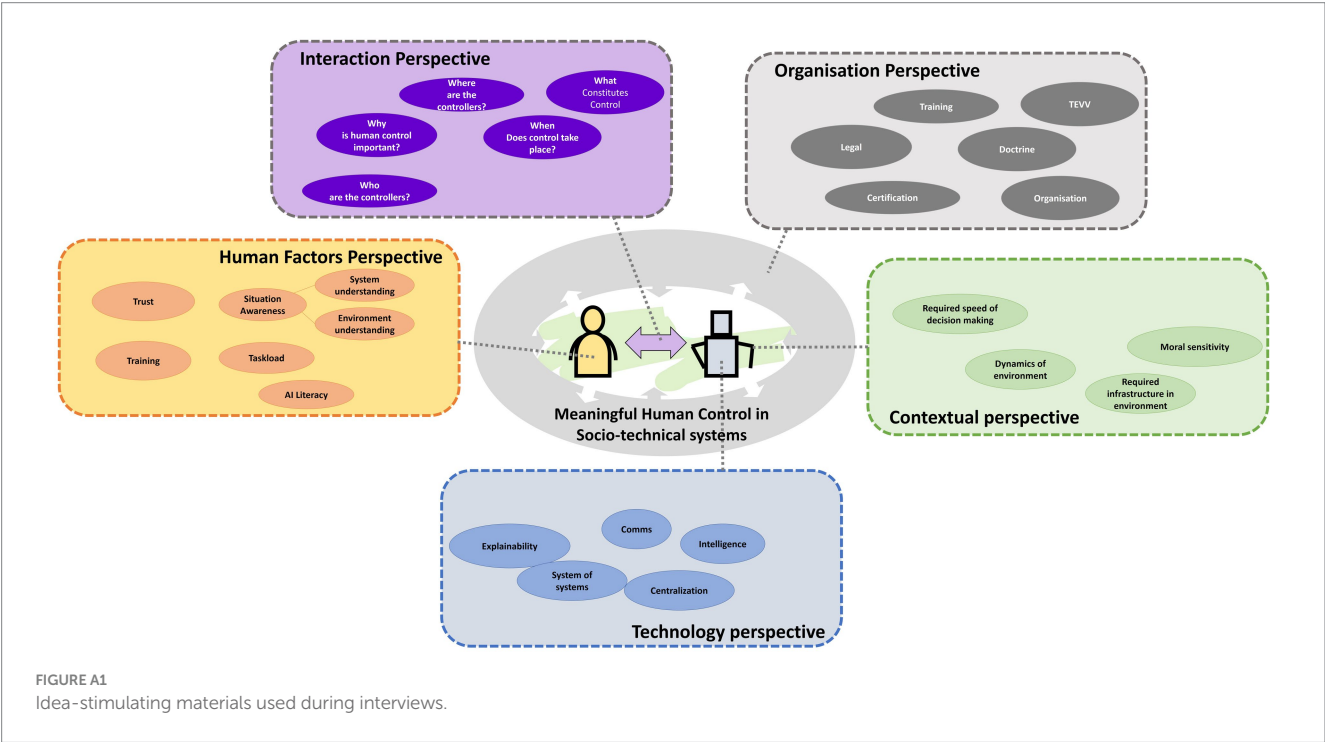 Interaction Perspective
Where
are the
controllers?
What
Constitutes
Control
Why
is human control
important?
When
Does control take
place?
Who
are the controllers?
Organisation Perspective
Training
TEVV
Legal
Doctrine
Certification
Organisation
Human Factors Perspective
Trust
Situation
Awareness
System
understanding
Environment
understanding
Training
Taskload
AI Literacy
Meaningful Human Control in
Socio-technical systems
Required speed of
decision making
Moral sensitivity
Dynamics of
environment
Required
infrastructure in
environment
Contextual perspective
Comms
Explainability
Intelligence
System of
systems
Centralization
Technology perspective
FIGURE A1
Idea-stimulating materials used during interviews.